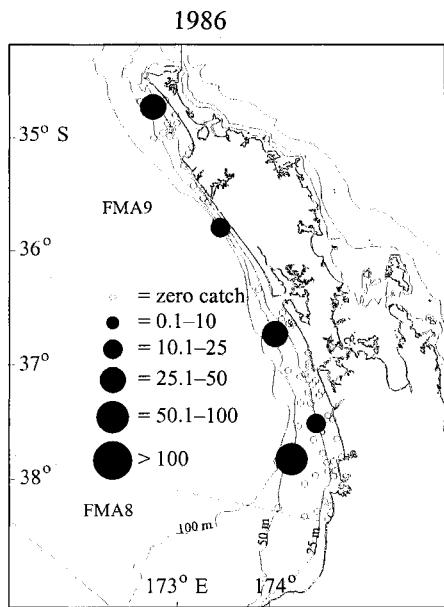 1986
35° S
FMA9
36°
= zero catch
= 0.1–10
37°
= 10.1–25
= 25.1–50
= 50.1–100
38°
> 100
FMA8
100 m
50 m
25 m
173° E
174°